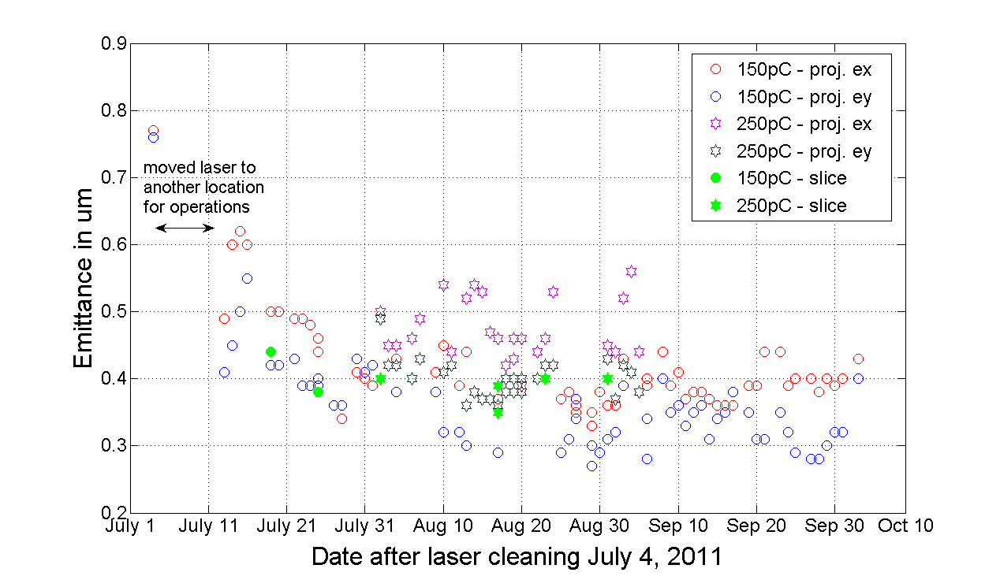 0.9
0.8
0.7
0.6
0.5
0.4
0.3
0.2
Emittance in um
150pC - proj. ex
150pC - proj. ey
250pC - proj. ex
250pC - proj. ey
150pC - slice
250pC - slice
moved laser to
another location
for operations
July 1 July 11 July 21 July 31 Aug 10 Aug 20 Aug 30 Sep 10 Sep 20 Sep 30 Oct 10
Date after laser cleaning July 4, 2011